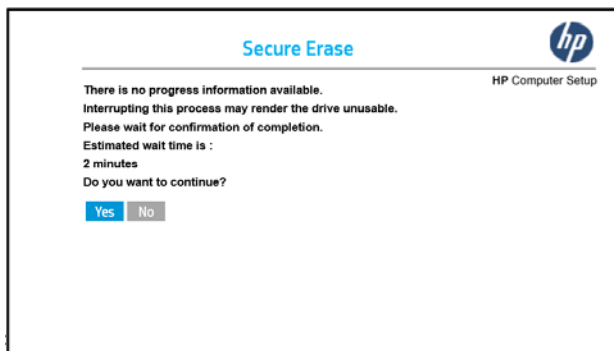 Secure Erase
hp
HP Computer Setup
There is no progress information available.
Interrupting this process may render the drive unusable.
Please wait for confirmation of completion.
Estimated wait time is :
2 minutes
Do you want to continue?
Yes No